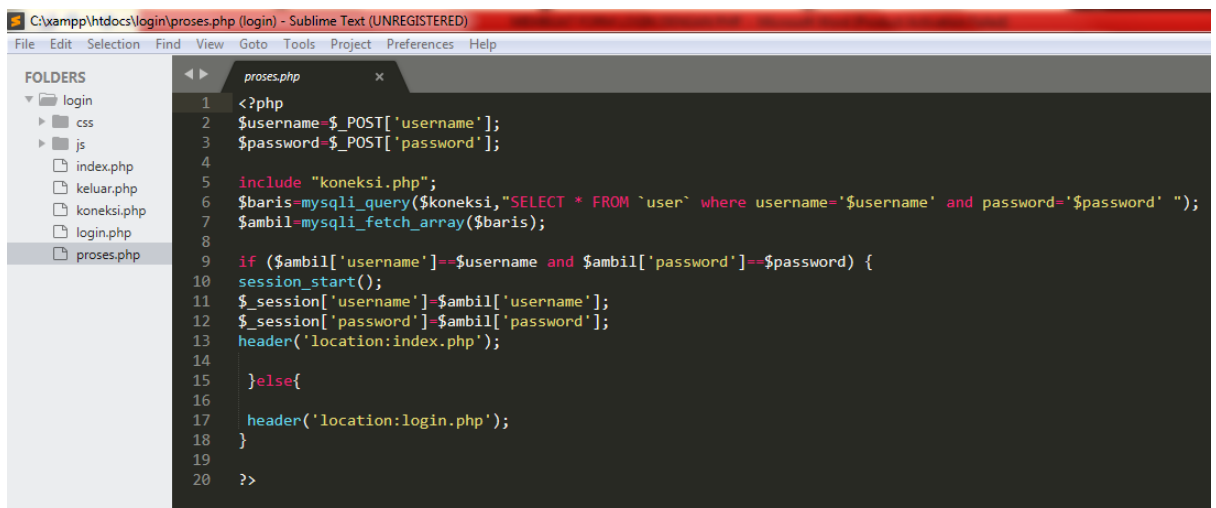 C:\xampp\htdocs\login\proses.php (login) - Sublime Text (UNREGISTERED)
File Edit Selection Find View Goto Tools Project Preferences Help
FOLDERS
login
css
js
index.php
keluar.php
koneksi.php
login.php
proses.php
proses.php ×
1 <?php
2 $username=$_POST['username'];
3 $password=$_POST['password'];
4
5 include "koneksi.php";
6 $baris=mysqli_query($koneksi,"SELECT * FROM `user` where username='$username' and password='$password' ");
7 $ambil=mysqli_fetch_array($baris);
8
9 if ($ambil['username']==$username and $ambil['password']==$password) {
10 session_start();
11 $_session['username']=$ambil['username'];
12 $_session['password']=$ambil['password'];
13 header('location:index.php');
14
15 }else{
16
17 header('location:login.php');
18 }
19
20 ?>